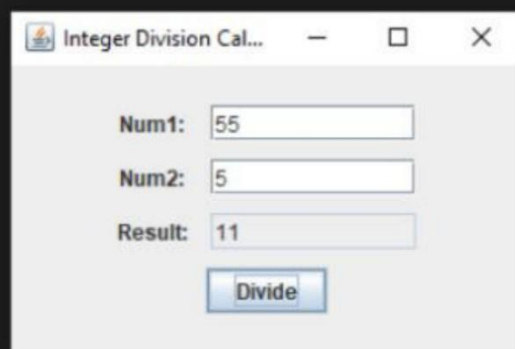 Integer Division Cal...
Num1: 55
Num2: 5
Result: 11
Divide